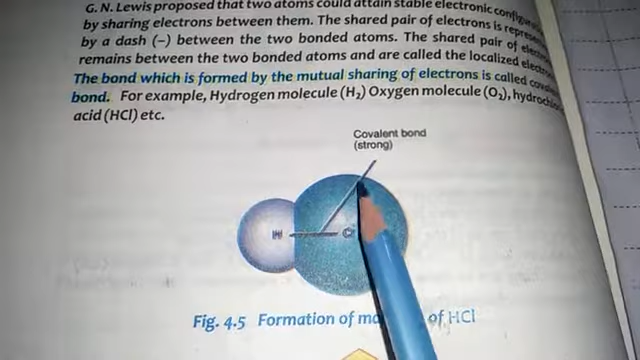 G. N. Lewis proposed that two atoms could attain stable electronic
by sharing electrons between them. The shared pair of electrons is
by a dash (–) between the two bonded atoms. The shared pair of
remains between the two bonded atoms and are called the localized
The bond which is formed by the mutual sharing of electrons is called
bond. For example, Hydrogen molecule (H₂) Oxygen molecule (O₂),
acid (HCl) etc.
Covalent bond
(strong)
H
Fig. 4.5 Formation of of HCl